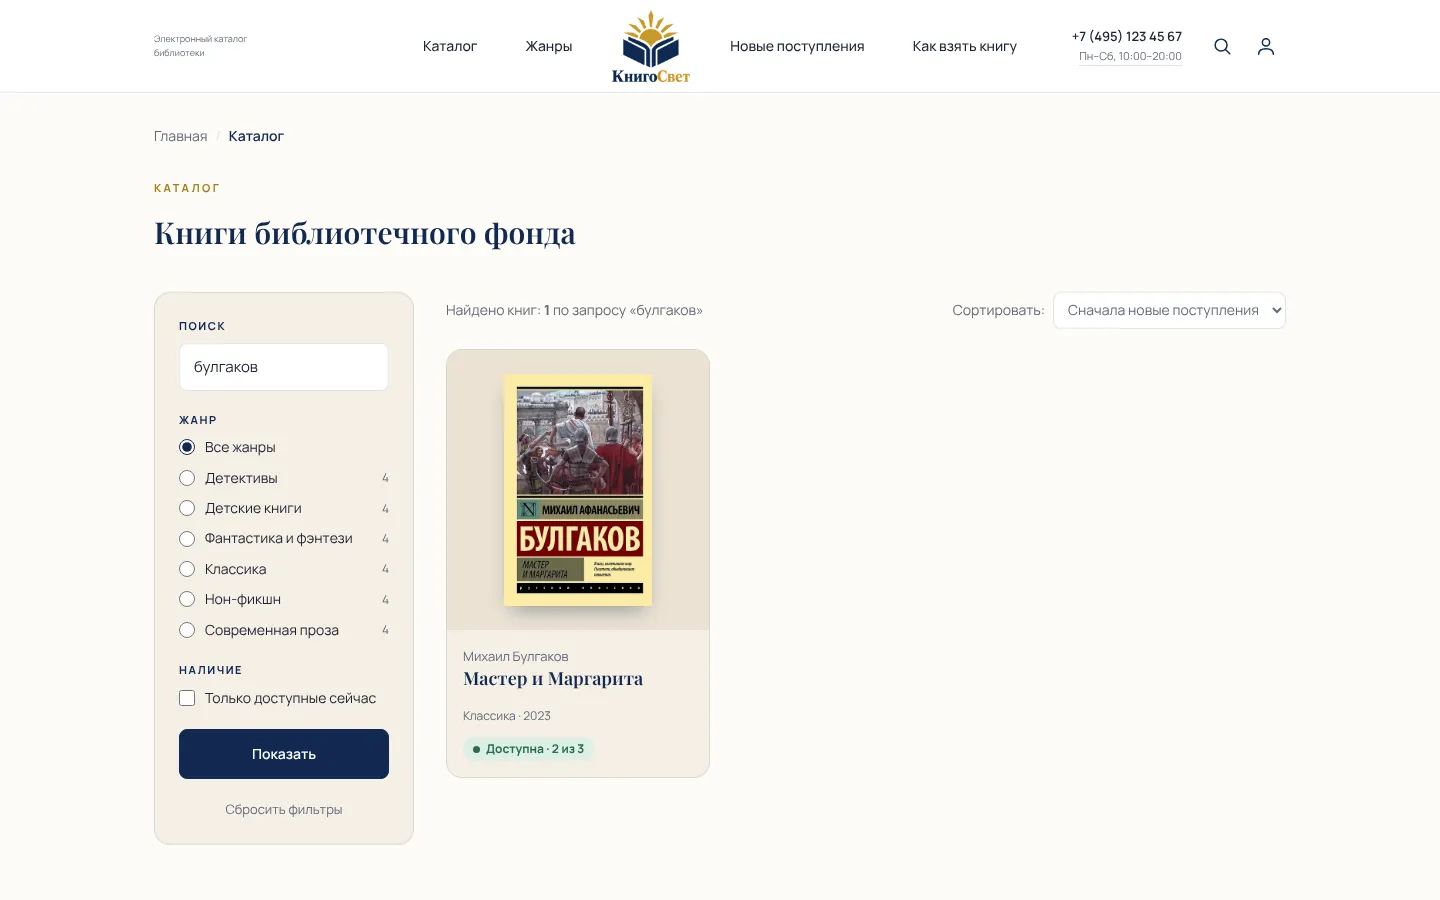 Электронный каталог
библиотеки
Каталог
Жанры
КнигоСвет
Новые поступления
Как взять книгу
+7 (495) 123 45 67
Пн–Сб, 10:00–20:00
Главная / Каталог
КАТАЛОГ
Книги библиотечного фонда
ПОИСК
булгаков
ЖАНР
Все жанры
Детективы 4
Детские книги 4
Фантастика и фэнтези 4
Классика 4
Нон-фикшн 4
Современная проза 4
НАЛИЧИЕ
Только доступные сейчас
Показать
Сбросить фильтры
Найдено книг: 1 по запросу «булгаков»
Сортировать: Сначала новые поступления
МИХАИЛ АФАНАСЬЕВИЧ
БУЛГАКОВ
МАСТЕР
И МАРГАРИТА
Михаил Булгаков
Мастер и Маргарита
Классика · 2023
Доступна · 2 из 3